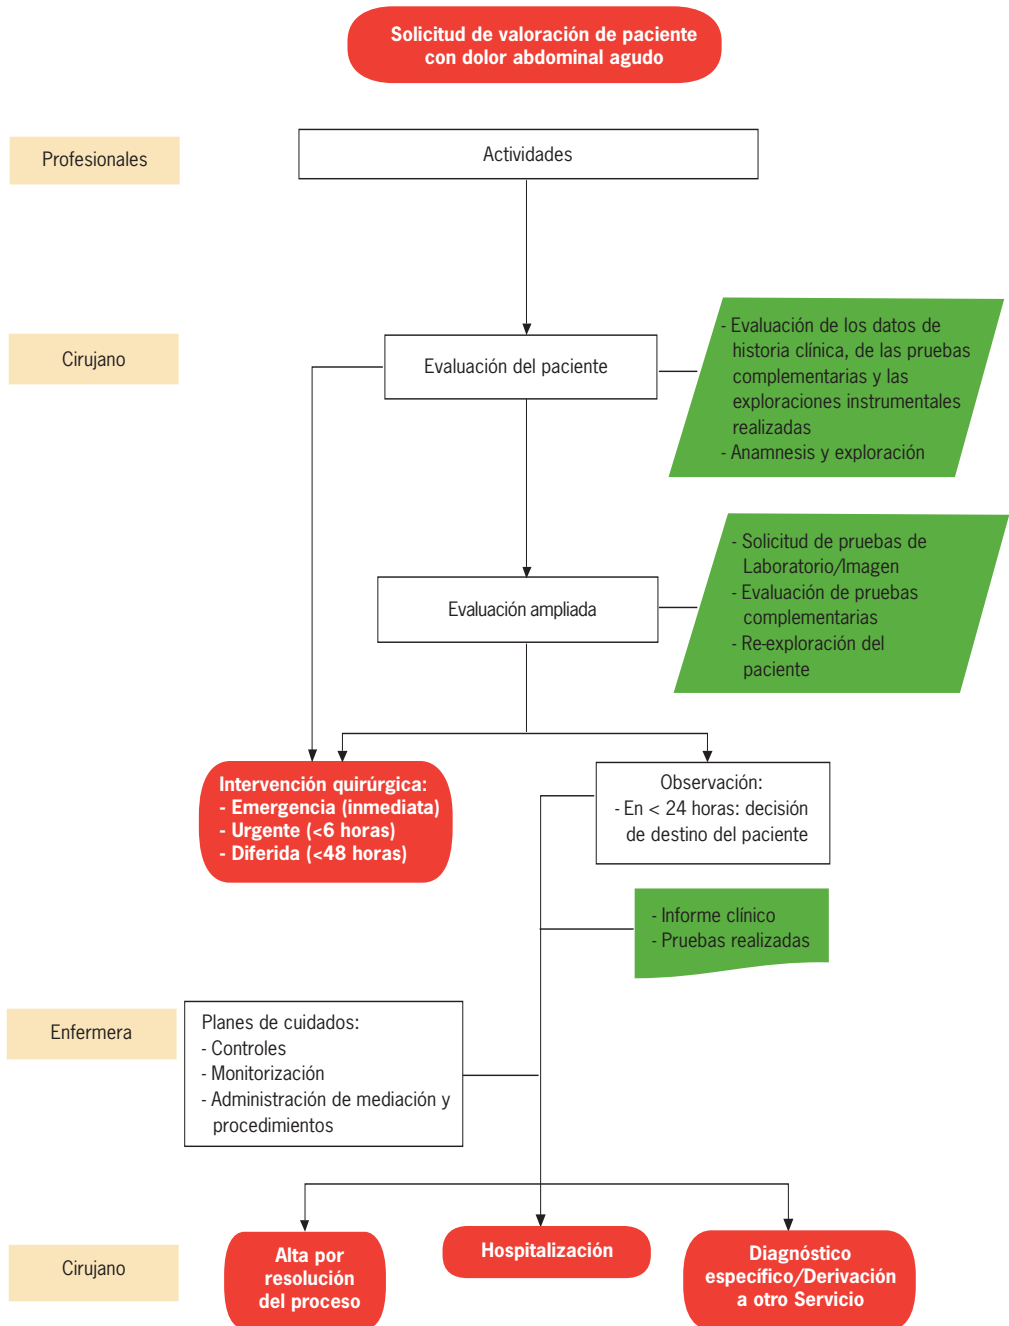 Solicitud de valoración de paciente
con dolor abdominal agudo
Profesionales
Actividades
Cirujano
Evaluación del paciente
- Evaluación de los datos de
historia clínica, de las pruebas
complementarias y las
exploraciones instrumentales
realizadas
- Anamnesis y exploración
Evaluación ampliada
- Solicitud de pruebas de
Laboratorio/Imagen
- Evaluación de pruebas
complementarias
- Re-exploración del
paciente
Intervención quirúrgica:
- Emergencia (inmediata)
- Urgente (<6 horas)
- Diferida (<48 horas)
Observación:
- En < 24 horas: decisión
de destino del paciente
- Informe clínico
- Pruebas realizadas
Enfermera
Planes de cuidados:
- Controles
- Monitorización
- Administración de mediación y
procedimientos
Cirujano
Alta por
resolución
del proceso
Hospitalización
Diagnóstico
específico/Derivación
a otro Servicio